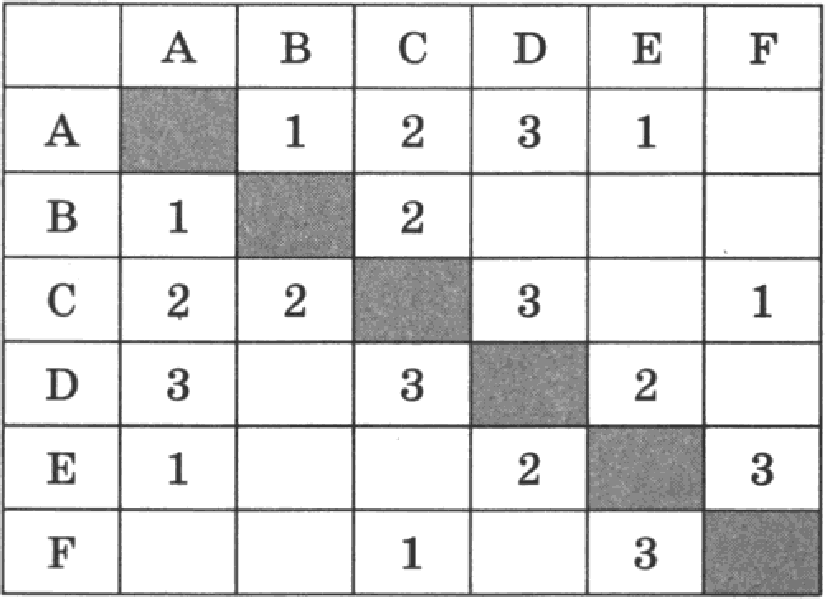 A B C D E F
A 1 2 3 1
B 1 2
C 2 2 3 1
D 3 3 2
E 1 2 3
F 1 3